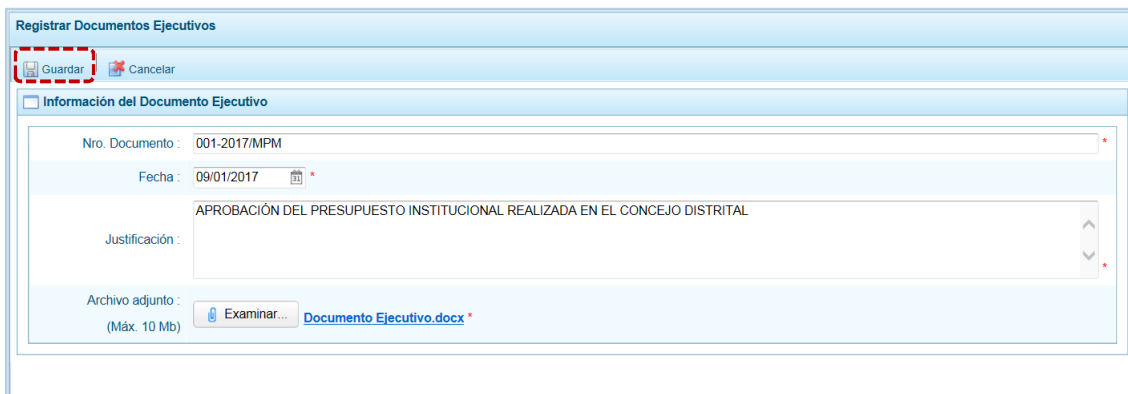 Registrar Documentos Ejecutivos
Guardar Cancelar
Información del Documento Ejecutivo
Nro. Documento : 001-2017/MPM *
Fecha : 09/01/2017 31 *
APROBACIÓN DEL PRESUPUESTO INSTITUCIONAL REALIZADA EN EL CONCEJO DISTRITAL
Justificación : *
Archivo adjunto :
Examinar... Documento Ejecutivo.docx *
(Máx. 10 Mb)